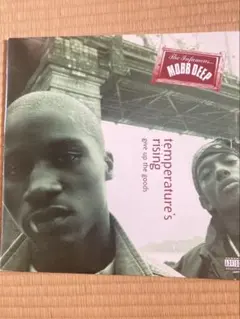 The Infamous...
MOBB DEEP
temperature's
rising
give up the goods